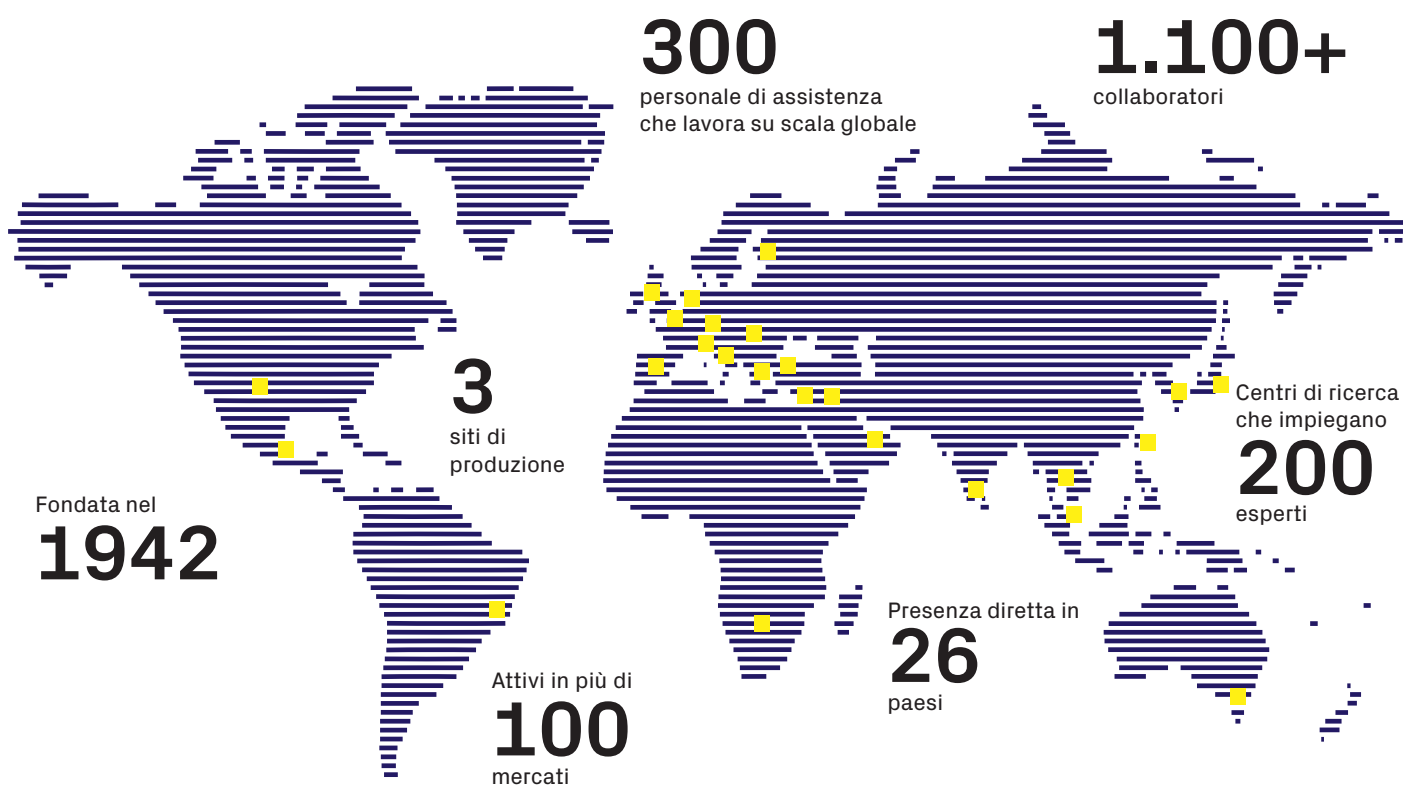 300
personale di assistenza
che lavora su scala globale
1.100+
collaboratori
3
siti di
produzione
Centri di ricerca
che impiegano
200
esperti
Fondata nel
1942
Presenza diretta in
26
paesi
Attivi in più di
100
mercati